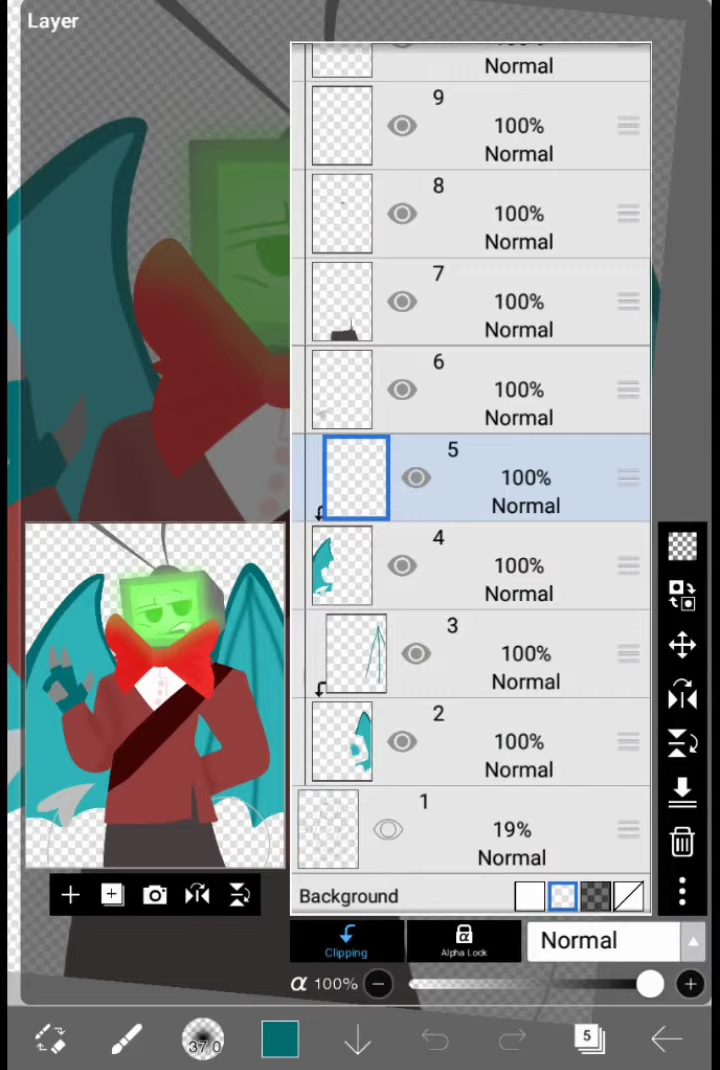 Layer
Normal
9
100%
Normal
8
100%
Normal
7
100%
Normal
6
100%
Normal
5
100%
Normal
4
100%
Normal
3
100%
Normal
2
100%
Normal
1
19%
Normal
Background
Clipping
α
Alpha Lock
Normal
α 100%
37.0
5